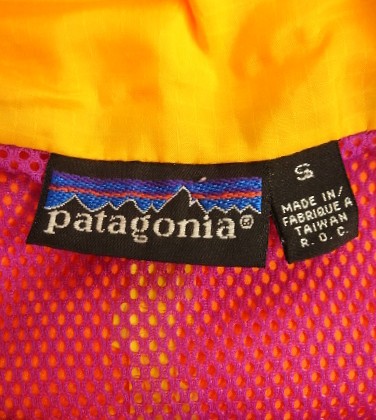 patagonia®
S
MADE IN/
FABRIQUE A
TAIWAN
R. O. C.